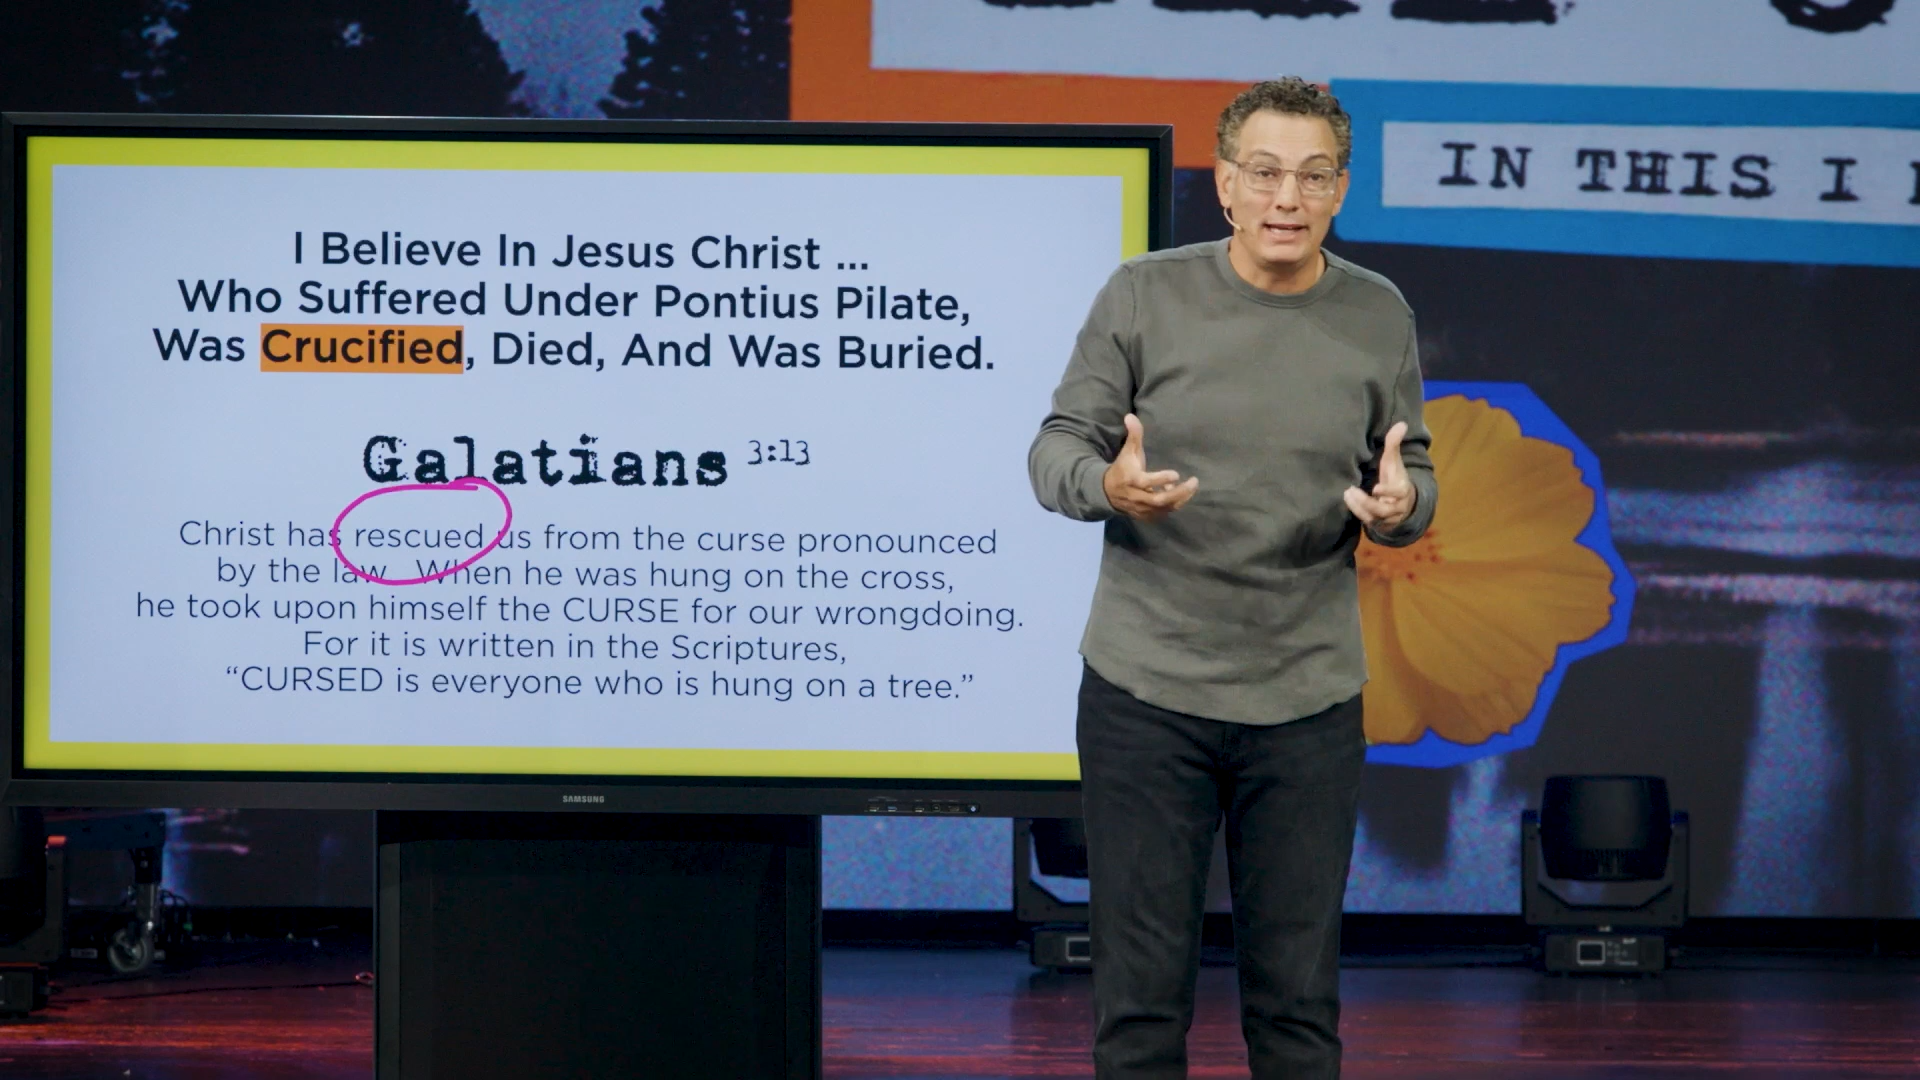 IN THIS I
I Believe In Jesus Christ ...
Who Suffered Under Pontius Pilate,
Was Crucified, Died, And Was Buried.
Galatians 3:13
Christ has rescued us from the curse pronounced
by the law. When he was hung on the cross,
he took upon himself the CURSE for our wrongdoing.
For it is written in the Scriptures,
“CURSED is everyone who is hung on a tree.”
SAMSUNG